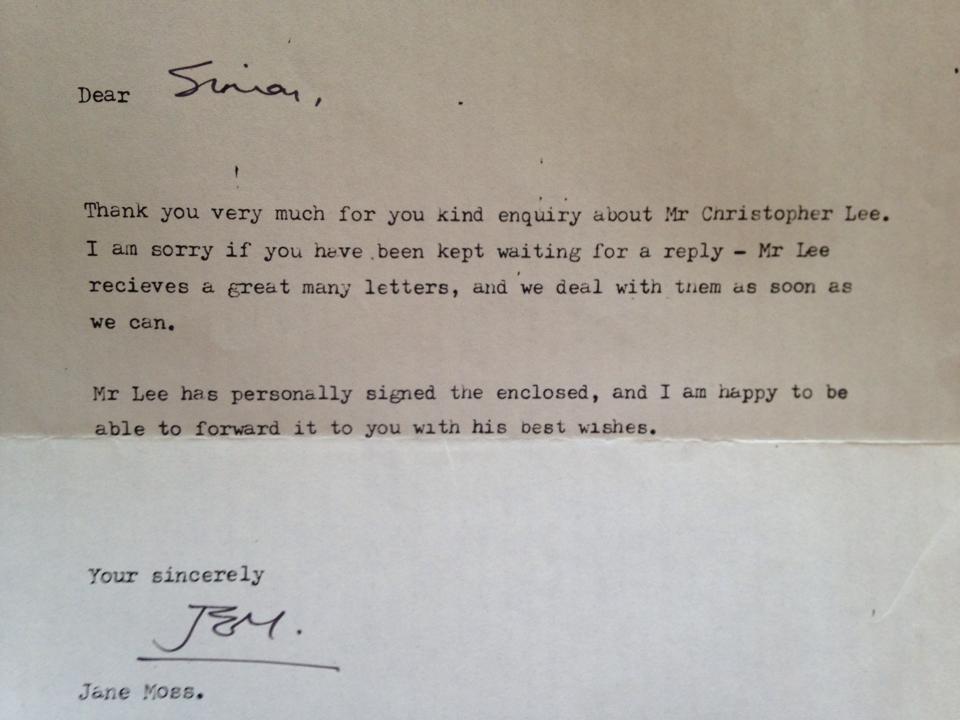 Dear Simon,
Thank you very much for you kind enquiry about Mr Christopher Lee.
I am sorry if you have been kept waiting for a reply - Mr Lee
recieves a great many letters, and we deal with them as soon as
we can.
Mr Lee has personally signed the enclosed, and I am happy to be
able to forward it to you with his best wishes.
Your sincerely
JEM.
Jane Moss.